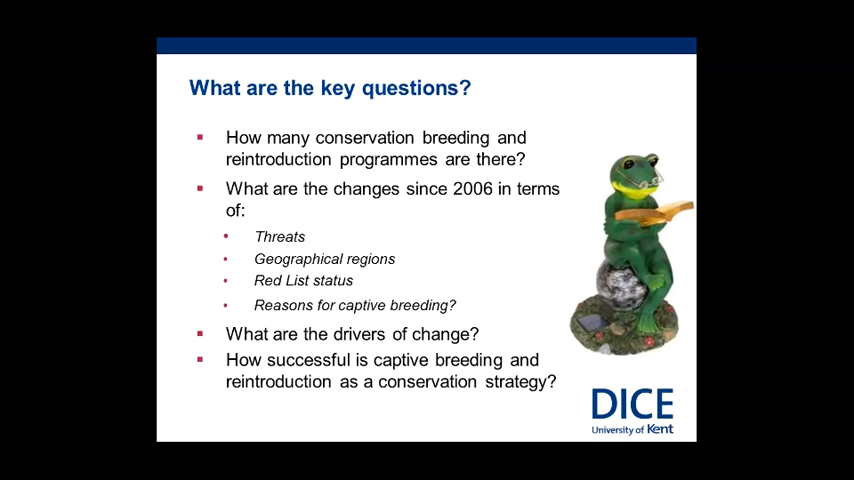 What are the key questions?
How many conservation breeding and
reintroduction programmes are there?
What are the changes since 2006 in terms
of:
Threats
Geographical regions
Red List status
Reasons for captive breeding?
What are the drivers of change?
How successful is captive breeding and
reintroduction as a conservation strategy?
DICE
University of Kent